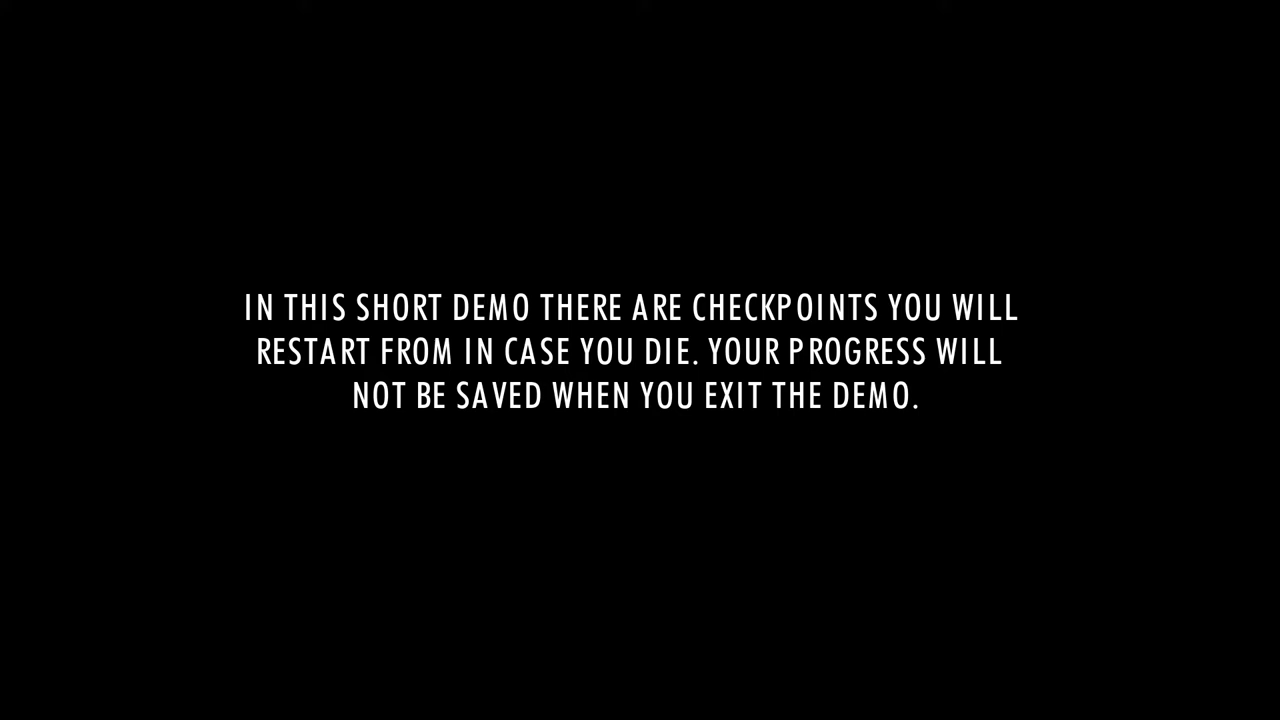 IN THIS SHORT DEMO THERE ARE CHECKPOINTS YOU WILL
RESTART FROM IN CASE YOU DIE. YOUR PROGRESS WILL
NOT BE SAVED WHEN YOU EXIT THE DEMO.